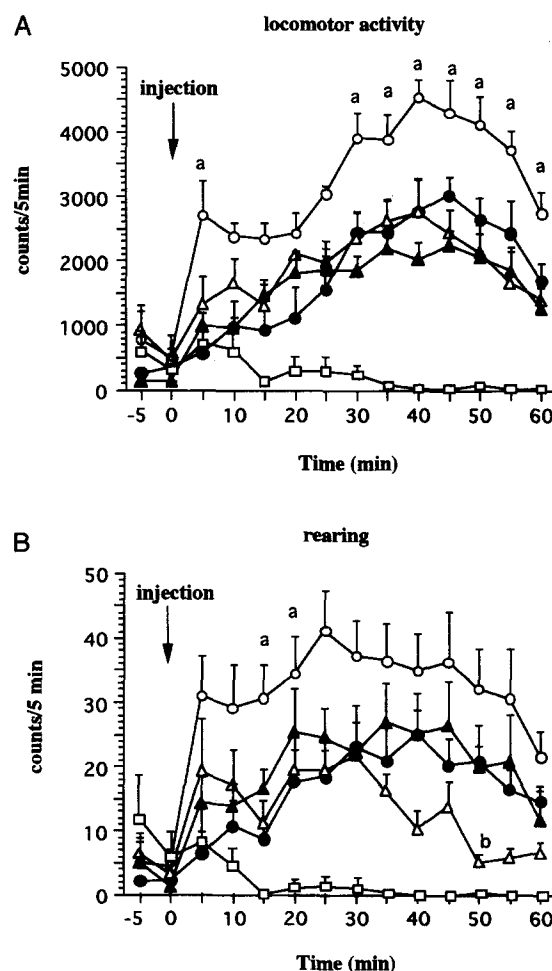 A
locomotor activity
injection
a a a a a a a a
counts/5min
5000
4000
3000
2000
1000
0
-5 0 10 20 30 40 50 60
Time (min)
B
rearing
injection
a a
b
counts/5 min
50
40
30
20
10
0
-5 0 10 20 30 40 50 60
Time (min)